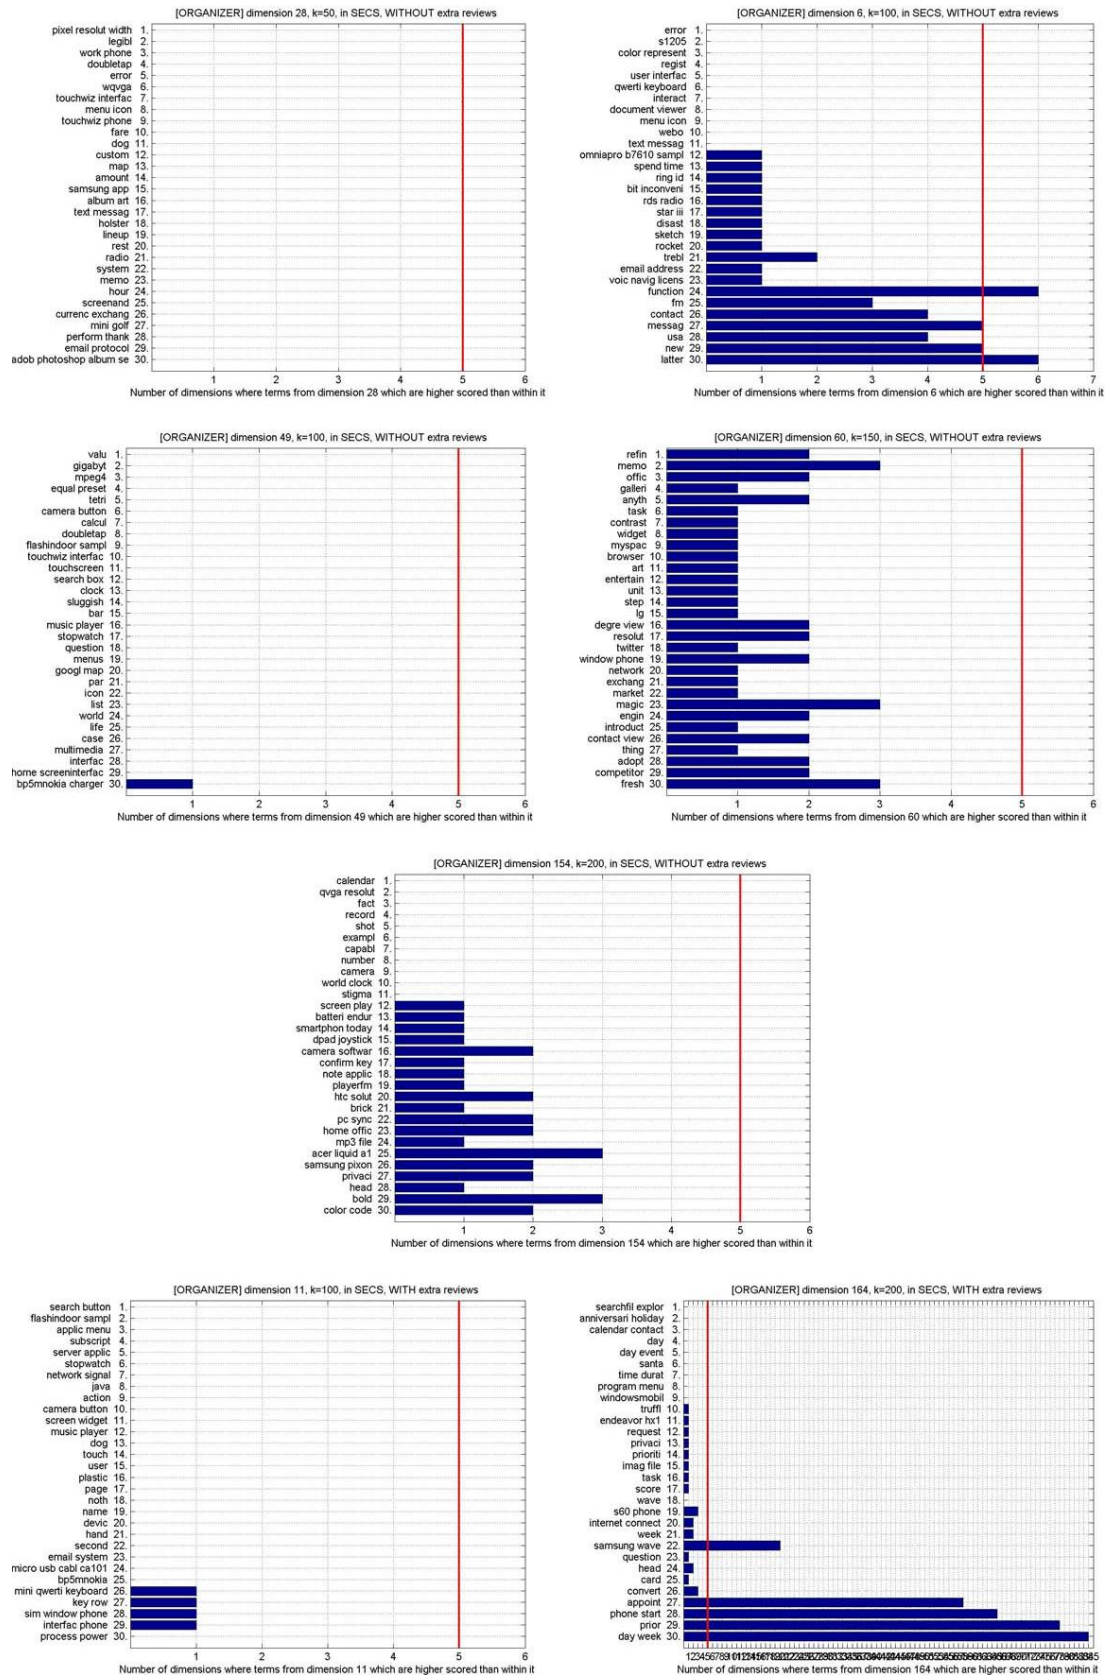 [ORGANIZER] dimension 28, k=50, in SECS, WITHOUT extra reviews
pixel resolut width 1.
legibl 2.
work phone 3.
doubletap 4.
error 5.
wqvga 6.
touchwiz interfac 7.
menu icon 8.
touchwiz phone 9.
fare 10.
dog 11.
custom 12.
map 13.
amount 14.
samsung app 15.
album art 16.
text messag 17.
holster 18.
lineup 19.
rest 20.
radio 21.
system 22.
memo 23.
hour 24.
screenand 25.
currenc exchang 26.
mini golf 27.
perform thank 28.
email protocol 29.
adob photoshop album se 30.
1 2 3 4 5 6
Number of dimensions where terms from dimension 28 which are higher scored than within it
[ORGANIZER] dimension 6, k=100, in SECS, WITHOUT extra reviews
error 1.
s1205 2.
color represent 3.
regist 4.
user interfac 5.
qwerti keyboard 6.
interact 7.
document viewer 8.
menu icon 9.
webo 10.
text messag 11.
omniapro b7610 sampl 12.
spend time 13.
ring id 14.
bit inconveni 15.
rds radio 16.
star iii 17.
disast 18.
sketch 19.
rocket 20.
trebl 21.
email address 22.
voic navig licens 23.
function 24.
fm 25.
contact 26.
messag 27.
usa 28.
new 29.
latter 30.
1 2 3 4 5 6 7
Number of dimensions where terms from dimension 6 which are higher scored than within it
[ORGANIZER] dimension 49, k=100, in SECS, WITHOUT extra reviews
valu 1.
gigabyt 2.
mpeg4 3.
equal preset 4.
tetri 5.
camera button 6.
calcul 7.
doubletap 8.
flashindoor sampl 9.
touchwiz interfac 10.
touchscreen 11.
search box 12.
clock 13.
sluggish 14.
bar 15.
music player 16.
stopwatch 17.
question 18.
menus 19.
googl map 20.
par 21.
icon 22.
list 23.
world 24.
life 25.
case 26.
multimedia 27.
interfac 28.
home screeninterfac 29.
bp5mnokia charger 30.
1 2 3 4 5 6
Number of dimensions where terms from dimension 49 which are higher scored than within it
[ORGANIZER] dimension 60, k=150, in SECS, WITHOUT extra reviews
refin 1.
memo 2.
offic 3.
galleri 4.
anyth 5.
task 6.
contrast 7.
widget 8.
myspac 9.
browser 10.
art 11.
entertain 12.
unit 13.
step 14.
lg 15.
degre view 16.
resolut 17.
twitter 18.
window phone 19.
network 20.
exchang 21.
market 22.
magic 23.
engin 24.
introduct 25.
contact view 26.
thing 27.
adopt 28.
competitor 29.
fresh 30.
1 2 3 4 5 6
Number of dimensions where terms from dimension 60 which are higher scored than within it
[ORGANIZER] dimension 154, k=200, in SECS, WITHOUT extra reviews
calendar 1.
qvga resolut 2.
fact 3.
record 4.
shot 5.
exampl 6.
capabl 7.
number 8.
camera 9.
world clock 10.
stigma 11.
screen play 12.
batteri endur 13.
smartphon today 14.
dpad joystick 15.
camera softwar 16.
confirm key 17.
note applic 18.
playerfm 19.
htc solut 20.
brick 21.
pc sync 22.
home offic 23.
mp3 file 24.
acer liquid a1 25.
samsung pixon 26.
privaci 27.
head 28.
bold 29.
color code 30.
1 2 3 4 5 6
Number of dimensions where terms from dimension 154 which are higher scored than within it
[ORGANIZER] dimension 11, k=100, in SECS, WITH extra reviews
search button 1.
flashindoor sampl 2.
applic menu 3.
subscript 4.
server applic 5.
stopwatch 6.
network signal 7.
java 8.
action 9.
camera button 10.
screen widget 11.
music player 12.
dog 13.
touch 14.
user 15.
plastic 16.
page 17.
noth 18.
name 19.
devic 20.
hand 21.
second 22.
email system 23.
micro usb cabl ca101 24.
bp5mnokia 25.
mini qwerti keyboard 26.
key row 27.
sim window phone 28.
interfac phone 29.
process power 30.
1 2 3 4 5 6
Number of dimensions where terms from dimension 11 which are higher scored than within it
[ORGANIZER] dimension 164, k=200, in SECS, WITH extra reviews
searchfil explor 1.
anniversari holiday 2.
calendar contact 3.
day 4.
day event 5.
santa 6.
time durat 7.
program menu 8.
windowsmobil 9.
truffl 10.
endeavor hx1 11.
request 12.
privaci 13.
prioriti 14.
imag file 15.
task 16.
score 17.
wave 18.
s60 phone 19.
internet connect 20.
week 21.
samsung wave 22.
question 23.
head 24.
card 25.
convert 26.
appoint 27.
phone start 28.
prior 29.
day week 30.
Number of dimensions where terms from dimension 164 which are higher scored than within it